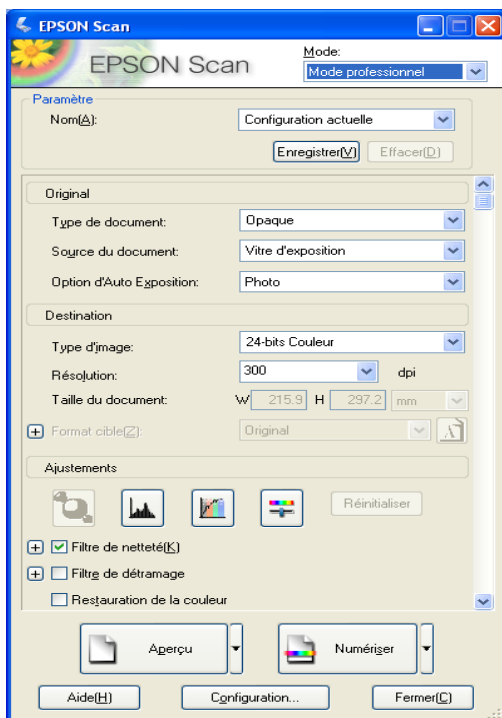 EPSON Scan
EPSON Scan
Mode:
Mode professionnel
Paramètre
Nom(A): Configuration actuelle
Enregistrer(V) Effacer(D)
Original
Type de document: Opaque
Source du document: Vitre d'exposition
Option d'Auto Exposition: Photo
Destination
Type d'image: 24-bits Couleur
Résolution: 300 dpi
Taille du document: W 215.9 H 297.2 mm
Format cible(Z): Original A
Ajustements
Réinitialiser
Filtre de netteté(K)
Filtre de détramage
Restauration de la couleur
Aperçu Numériser
Aide(H) Configuration... Fermer(C)